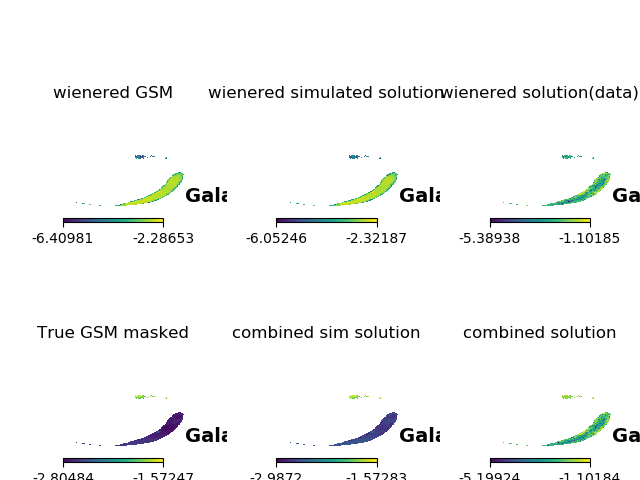 wienered GSM
wienered simulated solution
wienered solution(data)
Gala
Gala
Ga
-6.40981 -2.28653
-6.05246 -2.32187
-5.38938 -1.10185
True GSM masked
combined sim solution
combined solution
Gala
Gala
Ga
-2.80484 -1.57247
-2.9872 -1.57283
-5.19924 -1.10184